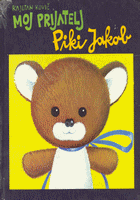 KAJETAN KOVIČ
MOJ PRIJATELJ
Piki Jakob